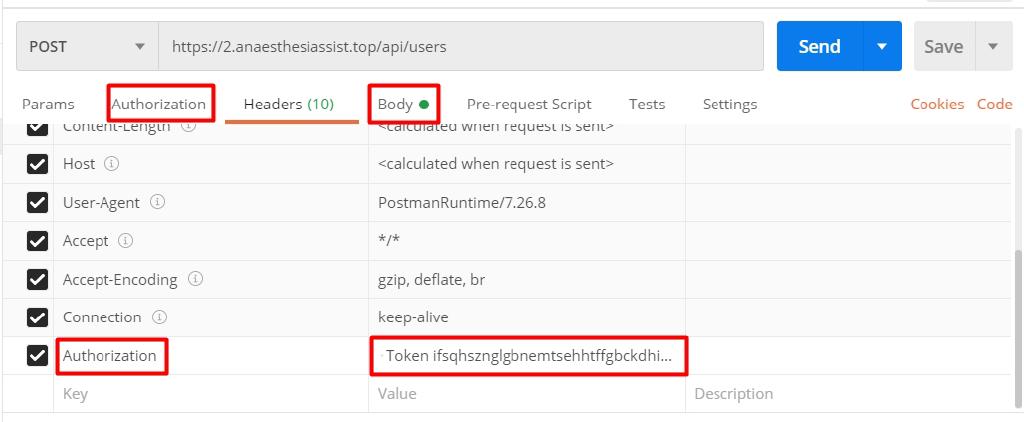 POST https://2.anaesthesiassist.top/api/users Send Save
Params Authorization Headers (10) Body Pre-request Script Tests Settings Cookies Code
Content-Length <calculated when request is sent>
Host <calculated when request is sent>
User-Agent PostmanRuntime/7.26.8
Accept */*
Accept-Encoding gzip, deflate, br
Connection keep-alive
Authorization Token ifsqhsznglgbnemtsehhtffgbckdhi...
Key Value Description